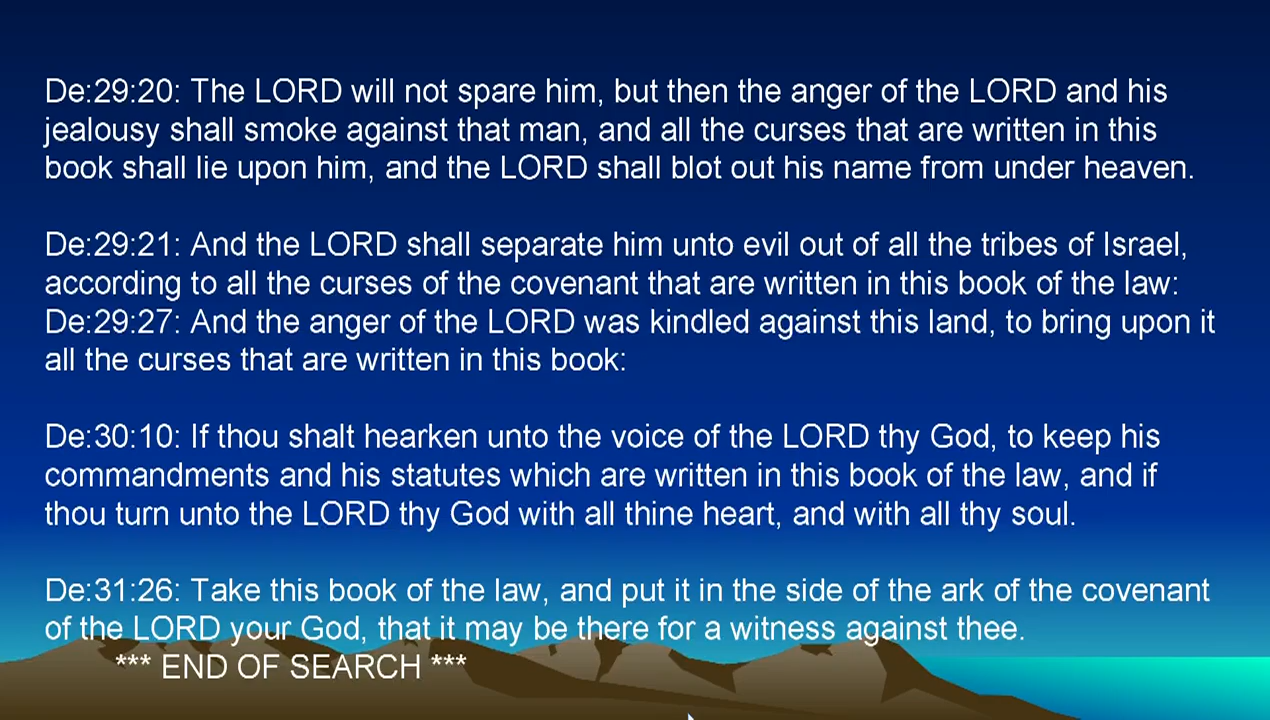 De:29:20: The LORD will not spare him, but then the anger of the LORD and his
jealousy shall smoke against that man, and all the curses that are written in this
book shall lie upon him, and the LORD shall blot out his name from under heaven.
De:29:21: And the LORD shall separate him unto evil out of all the tribes of Israel,
according to all the curses of the covenant that are written in this book of the law:
De:29:27: And the anger of the LORD was kindled against this land, to bring upon it
all the curses that are written in this book:
De:30:10: If thou shalt hearken unto the voice of the LORD thy God, to keep his
commandments and his statutes which are written in this book of the law, and if
thou turn unto the LORD thy God with all thine heart, and with all thy soul.
De:31:26: Take this book of the law, and put it in the side of the ark of the covenant
of the LORD your God, that it may be there for a witness against thee.
*** END OF SEARCH ***